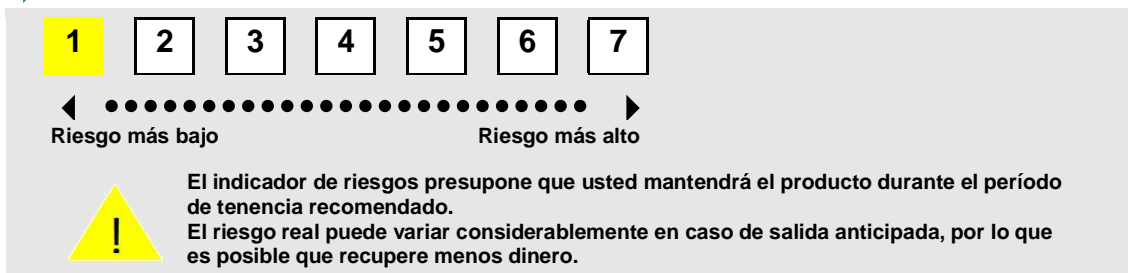 1 2 3 4 5 6 7
Riesgo más bajo Riesgo más alto
El indicador de riesgos presupone que usted mantendrá el producto durante el período
de tenencia recomendado.
El riesgo real puede variar considerablemente en caso de salida anticipada, por lo que
es posible que recupere menos dinero.
!